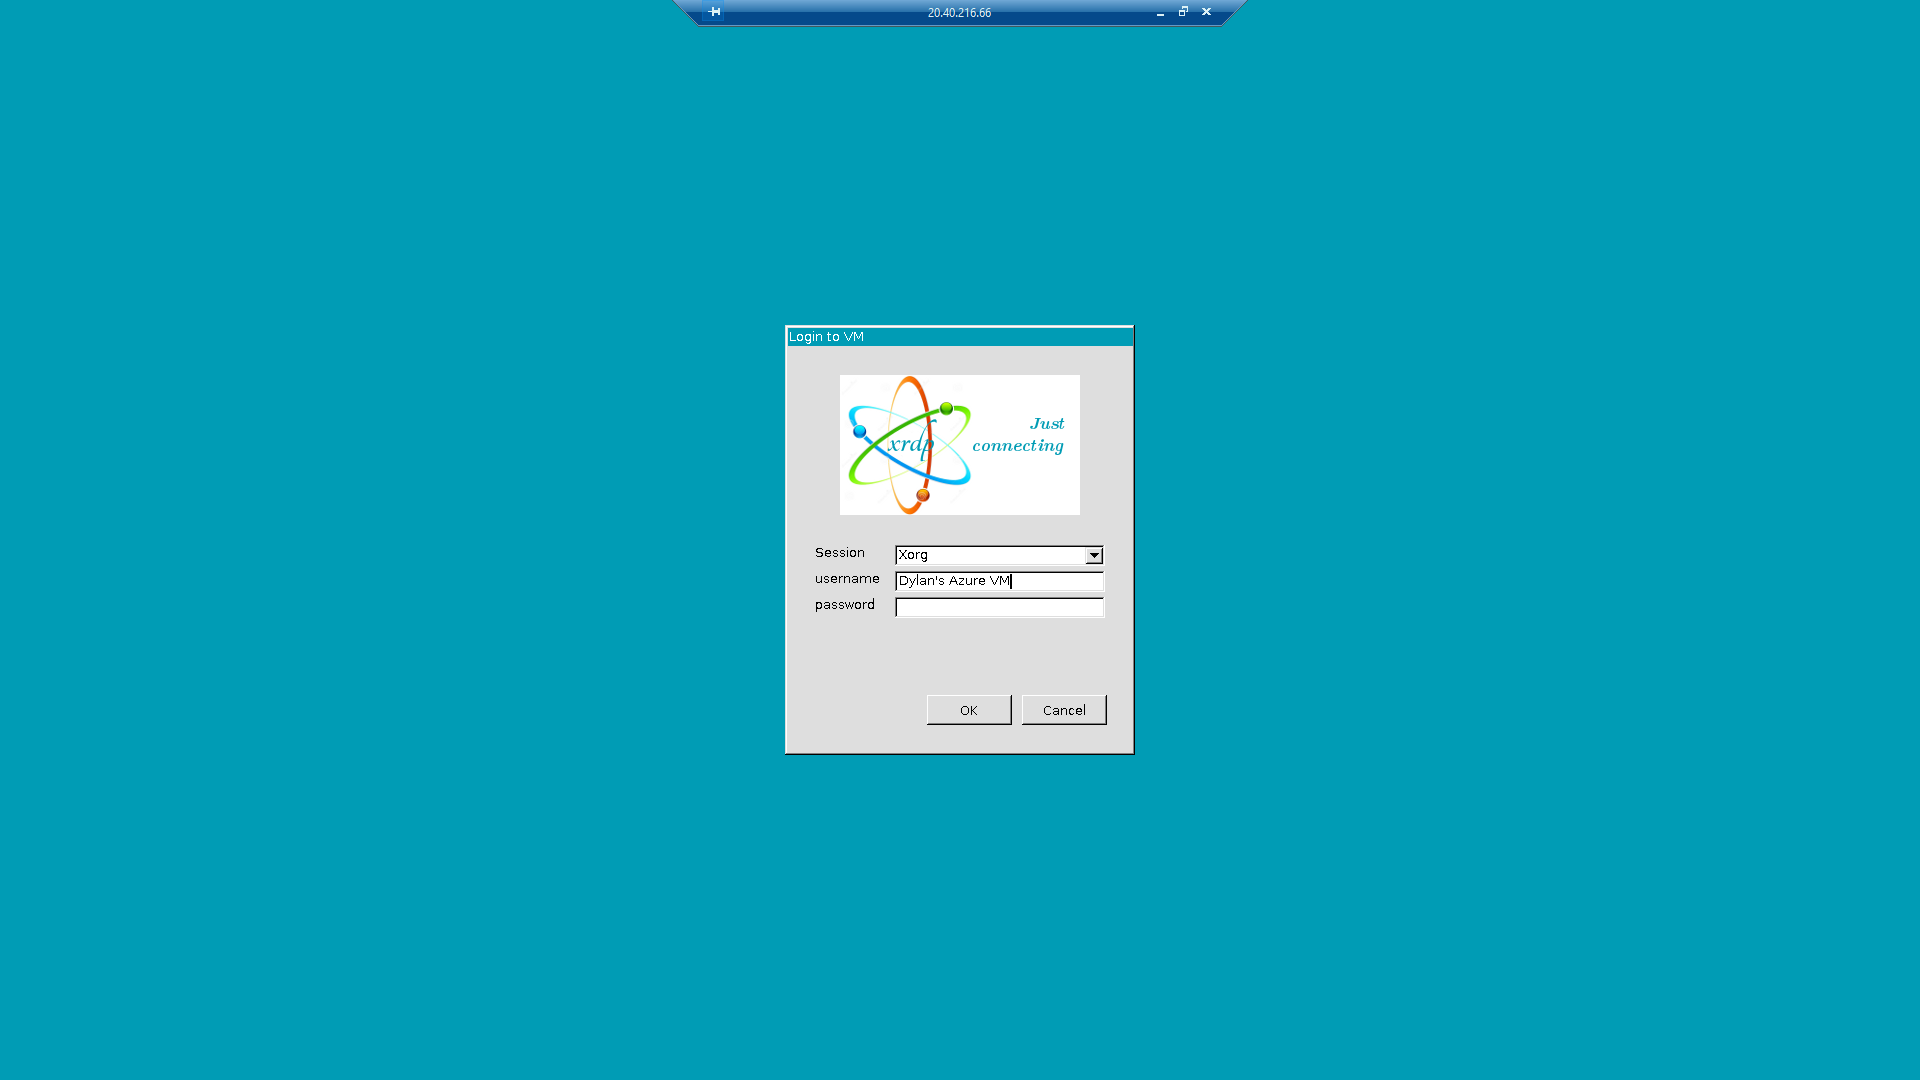 20.40.216.66
Login to VM
xrdp
Just
connecting
Session Xorg
username Dylan's Azure VM
password
OK Cancel